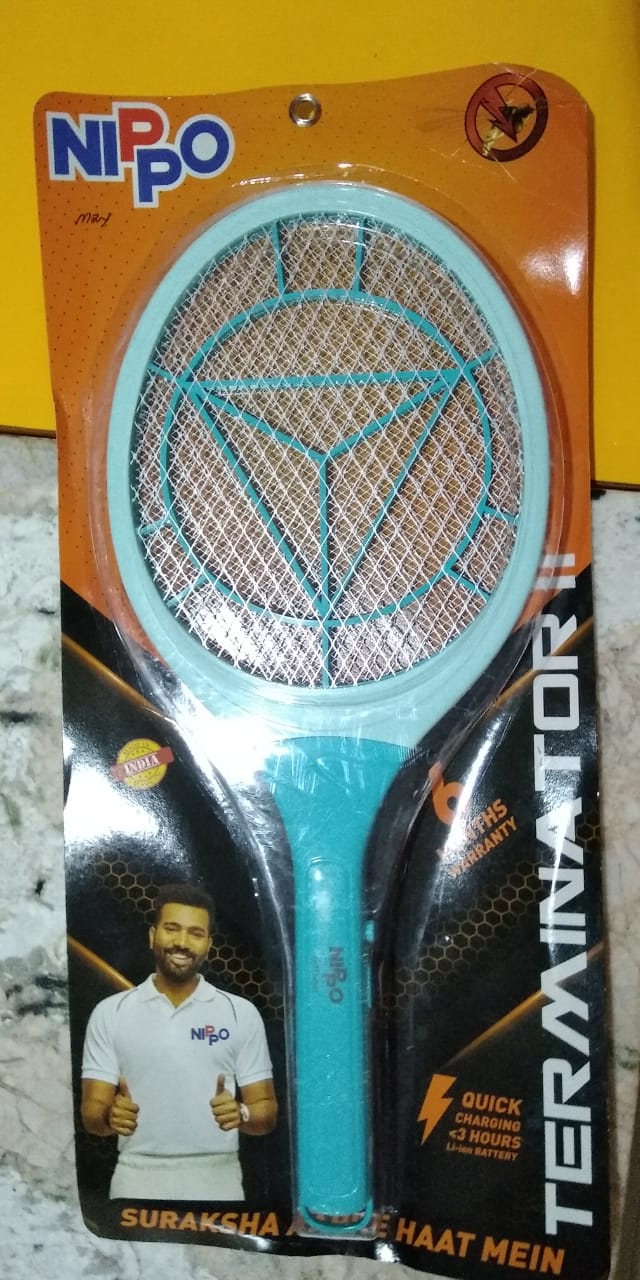 NIPPO
INDIA
6
MONTHS
WARRANTY
TERMINATOR II
NIPPO
NIPPO
QUICK
CHARGING
<3 HOURS
Li-ion BATTERY
SURAKSHA HAAT MEIN